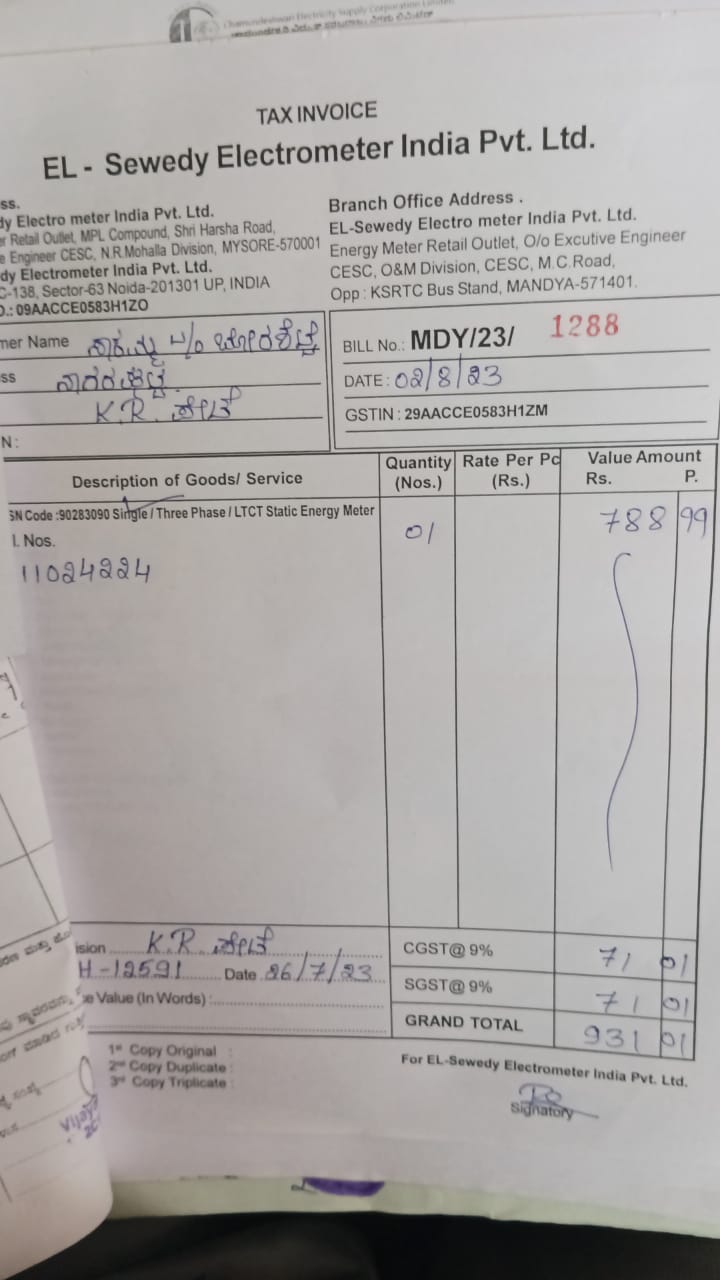 Chamundeshwari Electricity Supply Corporation Limited
TAX INVOICE
EL - Sewedy Electrometer India Pvt. Ltd.
ss.
dy Electro meter India Pvt. Ltd.
er Retail Outlet, MPL Compound, Shri Harsha Road,
e Engineer CESC, N.R.Mohalla Division, MYSORE-570001
dy Electrometer India Pvt. Ltd.
C-138, Sector-63 Noida-201301 UP, INDIA
O.: 09AACCE0583H1ZO
Branch Office Address .
EL-Sewedy Electro meter India Pvt. Ltd.
Energy Meter Retail Outlet, O/o Excutive Engineer
CESC, O&M Division, CESC, M.C.Road,
Opp : KSRTC Bus Stand, MANDYA-571401.
mer Name
ss
K.R. ಪೇಟೆ
N:
BILL No.: MDY/23/ 1288
DATE : 02/8/23
GSTIN : 29AACCE0583H1ZM
Description of Goods/ Service Quantity (Nos.) Rate Per Pc (Rs.) Value Amount Rs. P.
SN Code :90283090 Single / Three Phase / LTCT Static Energy Meter 01 788 99
l. Nos.
11024224
ision K.R. ಪೇಟೆ
H-12591 Date 26/7/23
e Value (In Words) :
CGST@ 9% 71 01
SGST@ 9% 71 01
GRAND TOTAL 931 01
1st Copy Original :
2nd Copy Duplicate :
3rd Copy Triplicate :
For EL-Sewedy Electrometer India Pvt. Ltd.
Signatory